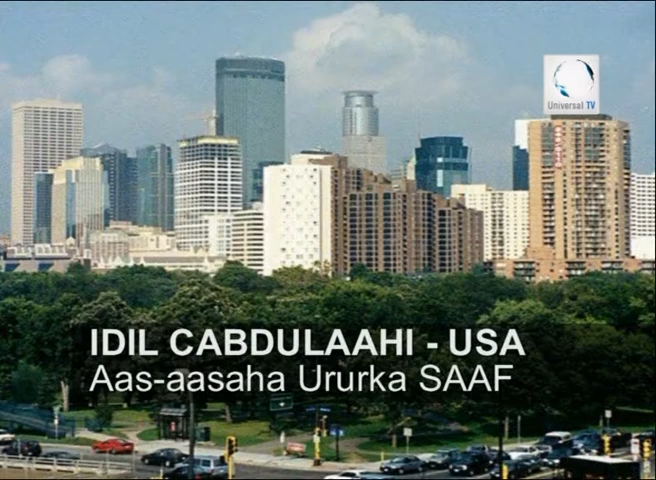 Universal TV
IDIL CABDULAAHI - USA
Aas-aasaha Ururka SAAF